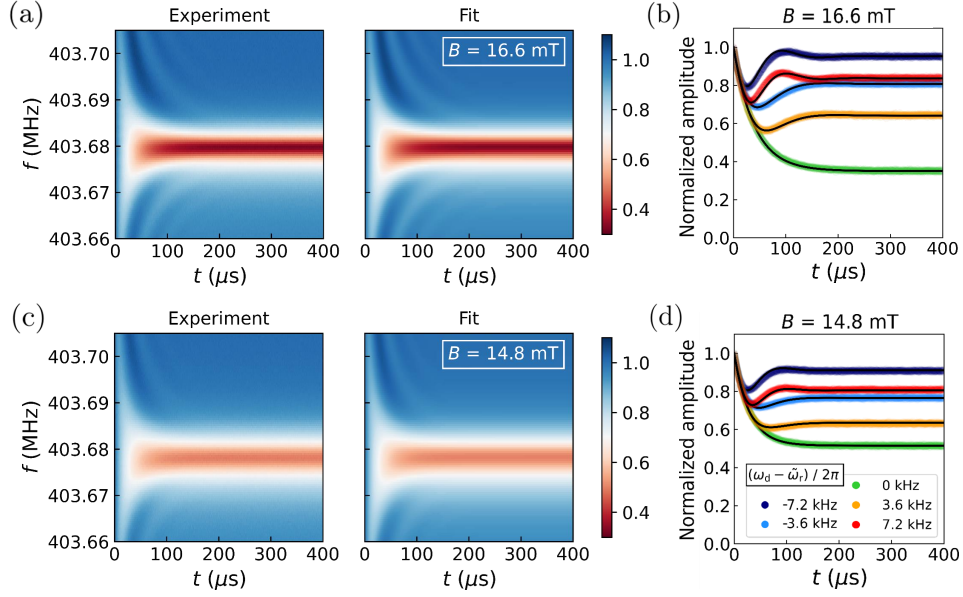 (a)
Experiment
Fit
f (MHz)
403.70
403.69
403.68
403.67
403.66
0 100 200 300 400
t (μs)
B = 16.6 mT
0 100 200 300 400
t (μs)
1.0
0.8
0.6
0.4
(b)
B = 16.6 mT
Normalized amplitude
1.0
0.8
0.6
0.4
0.2
0.0
0 100 200 300 400
t (μs)
(c)
Experiment
Fit
f (MHz)
403.70
403.69
403.68
403.67
403.66
0 100 200 300 400
t (μs)
B = 14.8 mT
0 100 200 300 400
t (μs)
1.0
0.8
0.6
0.4
(d)
B = 14.8 mT
Normalized amplitude
1.0
0.8
0.6
0.4
0.2
0.0
(ω_d − ω̃_r) / 2π
-7.2 kHz
-3.6 kHz
0 kHz
3.6 kHz
7.2 kHz
0 100 200 300 400
t (μs)